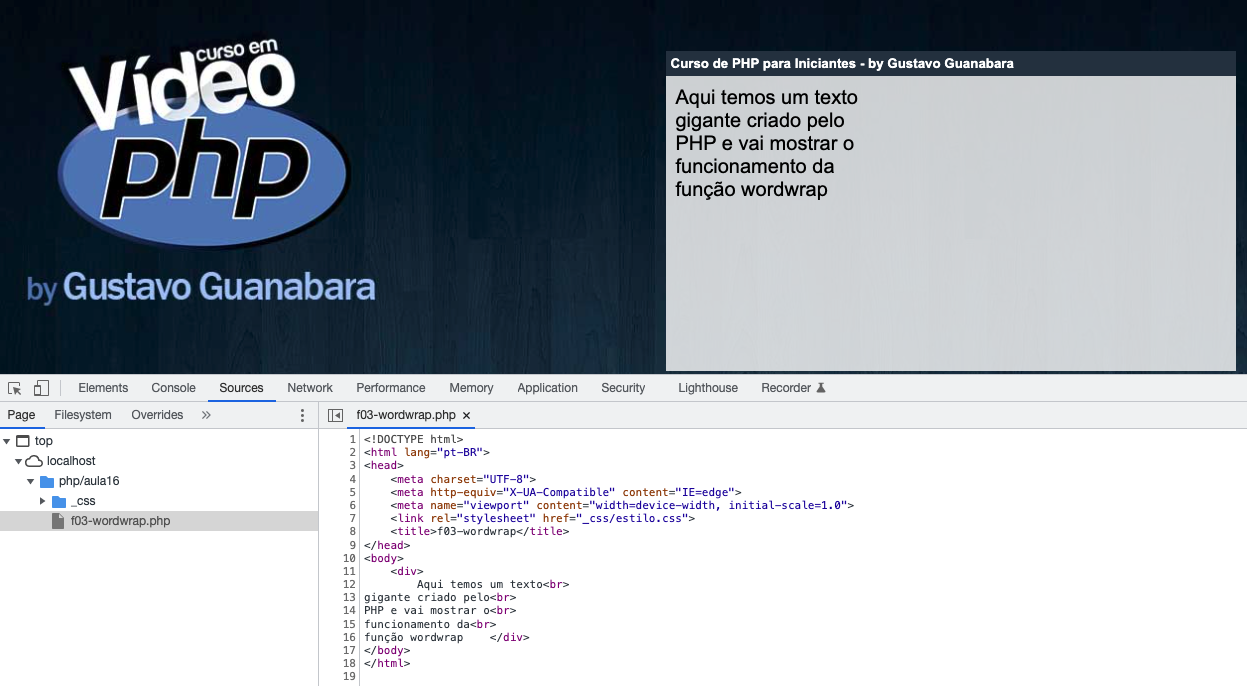 curso em
Vídeo
php
by Gustavo Guanabara
Curso de PHP para Iniciantes - by Gustavo Guanabara
Aqui temos um texto
gigante criado pelo
PHP e vai mostrar o
funcionamento da
função wordwrap
Elements Console Sources Network Performance Memory Application Security Lighthouse Recorder
Page Filesystem Overrides »
f03-wordwrap.php ×
top
localhost
php/aula16
_css
f03-wordwrap.php
1 <!DOCTYPE html>
2 <html lang="pt-BR">
3 <head>
4     <meta charset="UTF-8">
5     <meta http-equiv="X-UA-Compatible" content="IE=edge">
6     <meta name="viewport" content="width=device-width, initial-scale=1.0">
7     <link rel="stylesheet" href="_css/estilo.css">
8     <title>f03-wordwrap</title>
9 </head>
10 <body>
11     <div>
12         Aqui temos um texto<br>
13 gigante criado pelo<br>
14 PHP e vai mostrar o<br>
15 funcionamento da<br>
16 função wordwrap    </div>
17 </body>
18 </html>
19